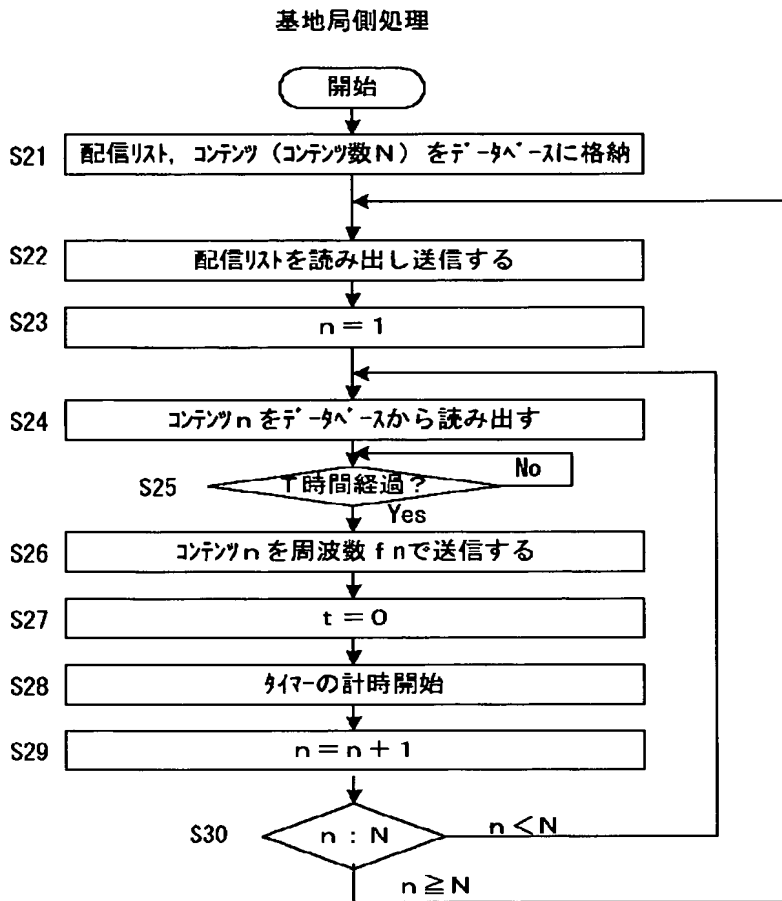 基地局側処理
開始
S21 配信リスト，コンテンツ（コンテンツ数N）をデータベースに格納
S22 配信リストを読み出し送信する
S23 n＝1
S24 コンテンツnをデータベースから読み出す
No
S25 T時間経過？
Yes
S26 コンテンツnを周波数fnで送信する
S27 t＝0
S28 タイマーの計時開始
S29 n＝n＋1
S30 n：N n＜N
n≧N